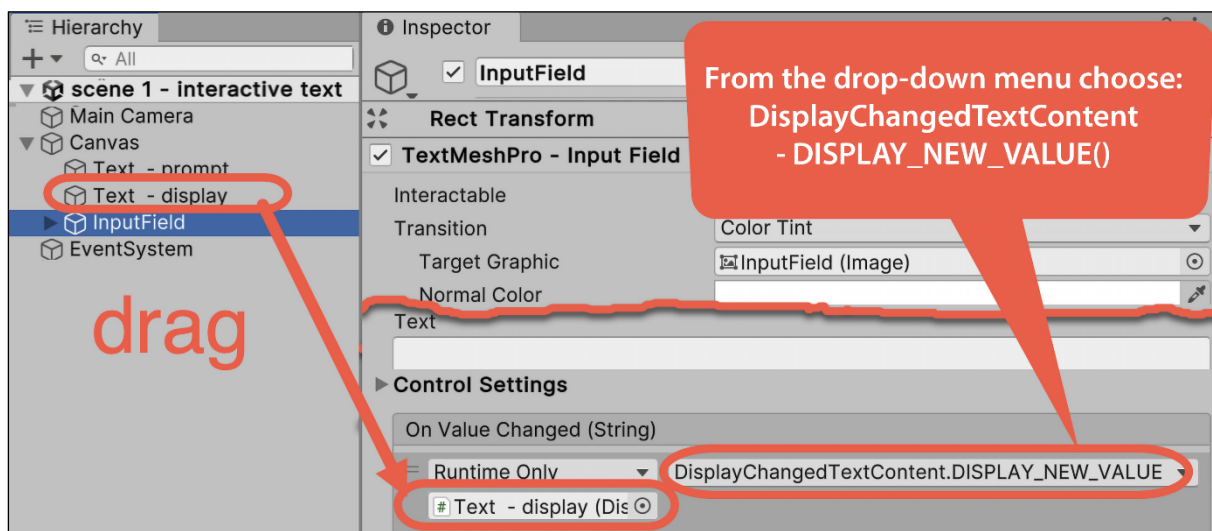 Hierarchy
All
scene 1 - interactive text
Main Camera
Canvas
Text - prompt
Text - display
InputField
EventSystem
drag
Inspector
InputField
Rect Transform
TextMeshPro - Input Field
Interactable
Transition
Color Tint
Target Graphic
InputField (Image)
Normal Color
Text
Control Settings
On Value Changed (String)
Runtime Only
DisplayChangedTextContent.DISPLAY_NEW_VALUE
# Text - display (Dis
From the drop-down menu choose:
DisplayChangedTextContent
- DISPLAY_NEW_VALUE()